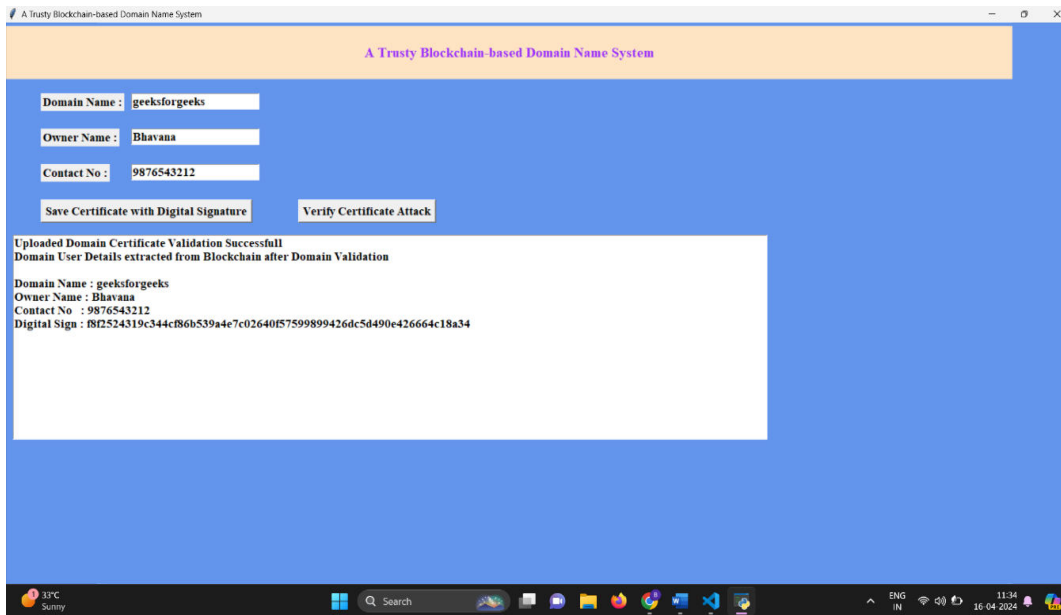 A Trusty Blockchain-based Domain Name System
A Trusty Blockchain-based Domain Name System
Domain Name : geeksforgeeks
Owner Name : Bhavana
Contact No : 9876543212
Save Certificate with Digital Signature Verify Certificate Attack
Uploaded Domain Certificate Validation Successfull
Domain User Details extracted from Blockchain after Domain Validation
Domain Name : geeksforgeeks
Owner Name : Bhavana
Contact No : 9876543212
Digital Sign : f8f2524319c344cf86b539a4e7c02640f57599899426dc5d490e426664c18a34
1 33°C
Sunny
Search
ENG
IN
11:34
16-04-2024